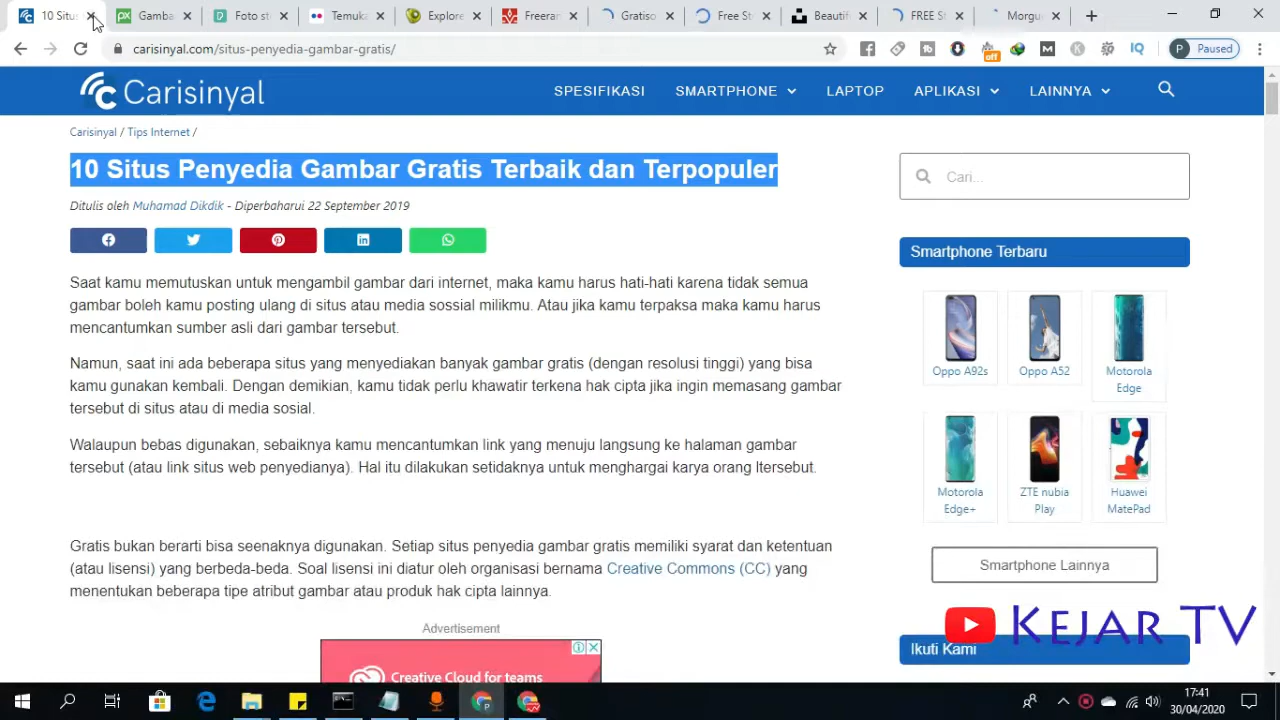 10 Situs
Gamba
Foto st
Temuka
Explore
Freeran
Gratiso
Free Sto
Beautif
FREE S
Morgue
carisinyal.com/situs-penyedia-gambar-gratis/
off
M
K
IQ
P Paused
Carisinyal
SPESIFIKASI
SMARTPHONE
LAPTOP
APLIKASI
LAINNYA
Carisinyal / Tips Internet /
10 Situs Penyedia Gambar Gratis Terbaik dan Terpopuler
Ditulis oleh Muhamad Dikdik - Diperbaharui 22 September 2019
Saat kamu memutuskan untuk mengambil gambar dari internet, maka kamu harus hati-hati karena tidak semua
gambar boleh kamu posting ulang di situs atau media sossial milikmu. Atau jika kamu terpaksa maka kamu harus
mencantumkan sumber asli dari gambar tersebut.
Namun, saat ini ada beberapa situs yang menyediakan banyak gambar gratis (dengan resolusi tinggi) yang bisa
kamu gunakan kembali. Dengan demikian, kamu tidak perlu khawatir terkena hak cipta jika ingin memasang gambar
tersebut di situs atau di media sosial.
Walaupun bebas digunakan, sebaiknya kamu mencantumkan link yang menuju langsung ke halaman gambar
tersebut (atau link situs web penyedianya). Hal itu dilakukan setidaknya untuk menghargai karya orang ltersebut.
Gratis bukan berarti bisa seenaknya digunakan. Setiap situs penyedia gambar gratis memiliki syarat dan ketentuan
(atau lisensi) yang berbeda-beda. Soal lisensi ini diatur oleh organisasi bernama Creative Commons (CC) yang
menentukan beberapa tipe atribut gambar atau produk hak cipta lainnya.
Advertisement
Creative Cloud for teams
Cari...
Smartphone Terbaru
Oppo A92s
Oppo A52
Motorola
Edge
Motorola
Edge+
ZTE nubia
Play
Huawei
MatePad
Smartphone Lainnya
KEJAR TV
Ikuti Kami
17:41
30/04/2020